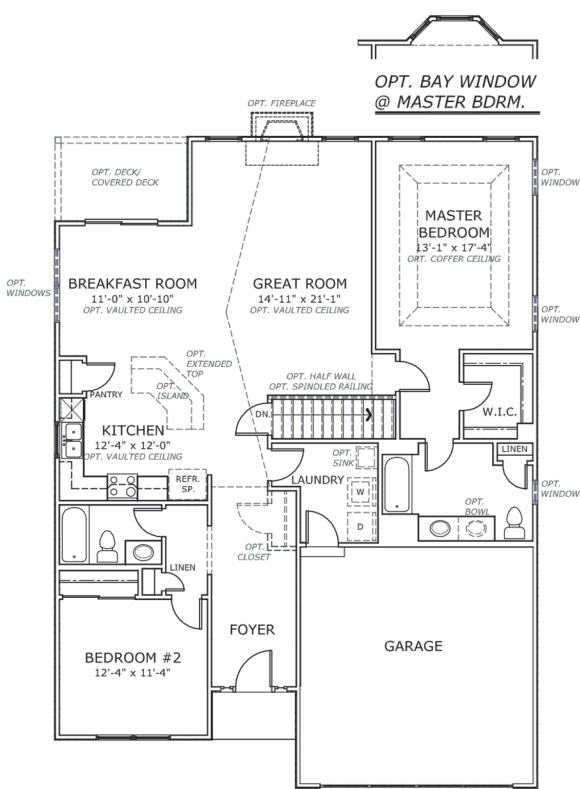 OPT. BAY WINDOW
@ MASTER BDRM.
OPT. FIREPLACE
OPT. DECK/
COVERED DECK
OPT.
WINDOW
MASTER
BEDROOM
13'-1" x 17'-4"
OPT. COFFER CEILING
OPT.
WINDOWS
BREAKFAST ROOM
11'-0" x 10'-10"
OPT. VAULTED CEILING
GREAT ROOM
14'-11" x 21'-1"
OPT. VAULTED CEILING
OPT.
WINDOW
OPT.
EXTENDED
TOP
OPT.
ISLAND
PANTRY
OPT. HALF WALL
OPT. SPINDLED RAILING
DN.
W.I.C.
KITCHEN
12'-4" x 12'-0"
OPT. VAULTED CEILING
REFR.
SP.
OPT.
SINK
LAUNDRY
W
D
LINEN
OPT.
WINDOW
OPT.
BOWL
OPT.
CLOSET
LINEN
FOYER
BEDROOM #2
12'-4" x 11'-4"
GARAGE